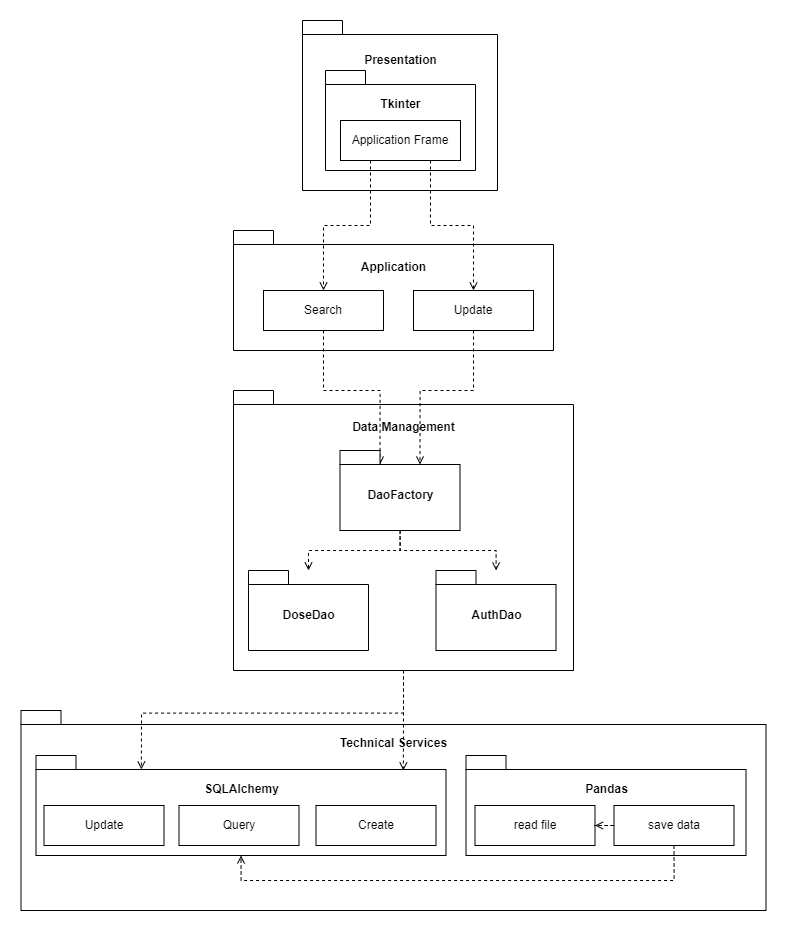 Presentation
Tkinter
Application Frame
Application
Search
Update
Data Management
DaoFactory
DoseDao
AuthDao
Technical Services
SQLAlchemy
Pandas
Update
Query
Create
read file
save data